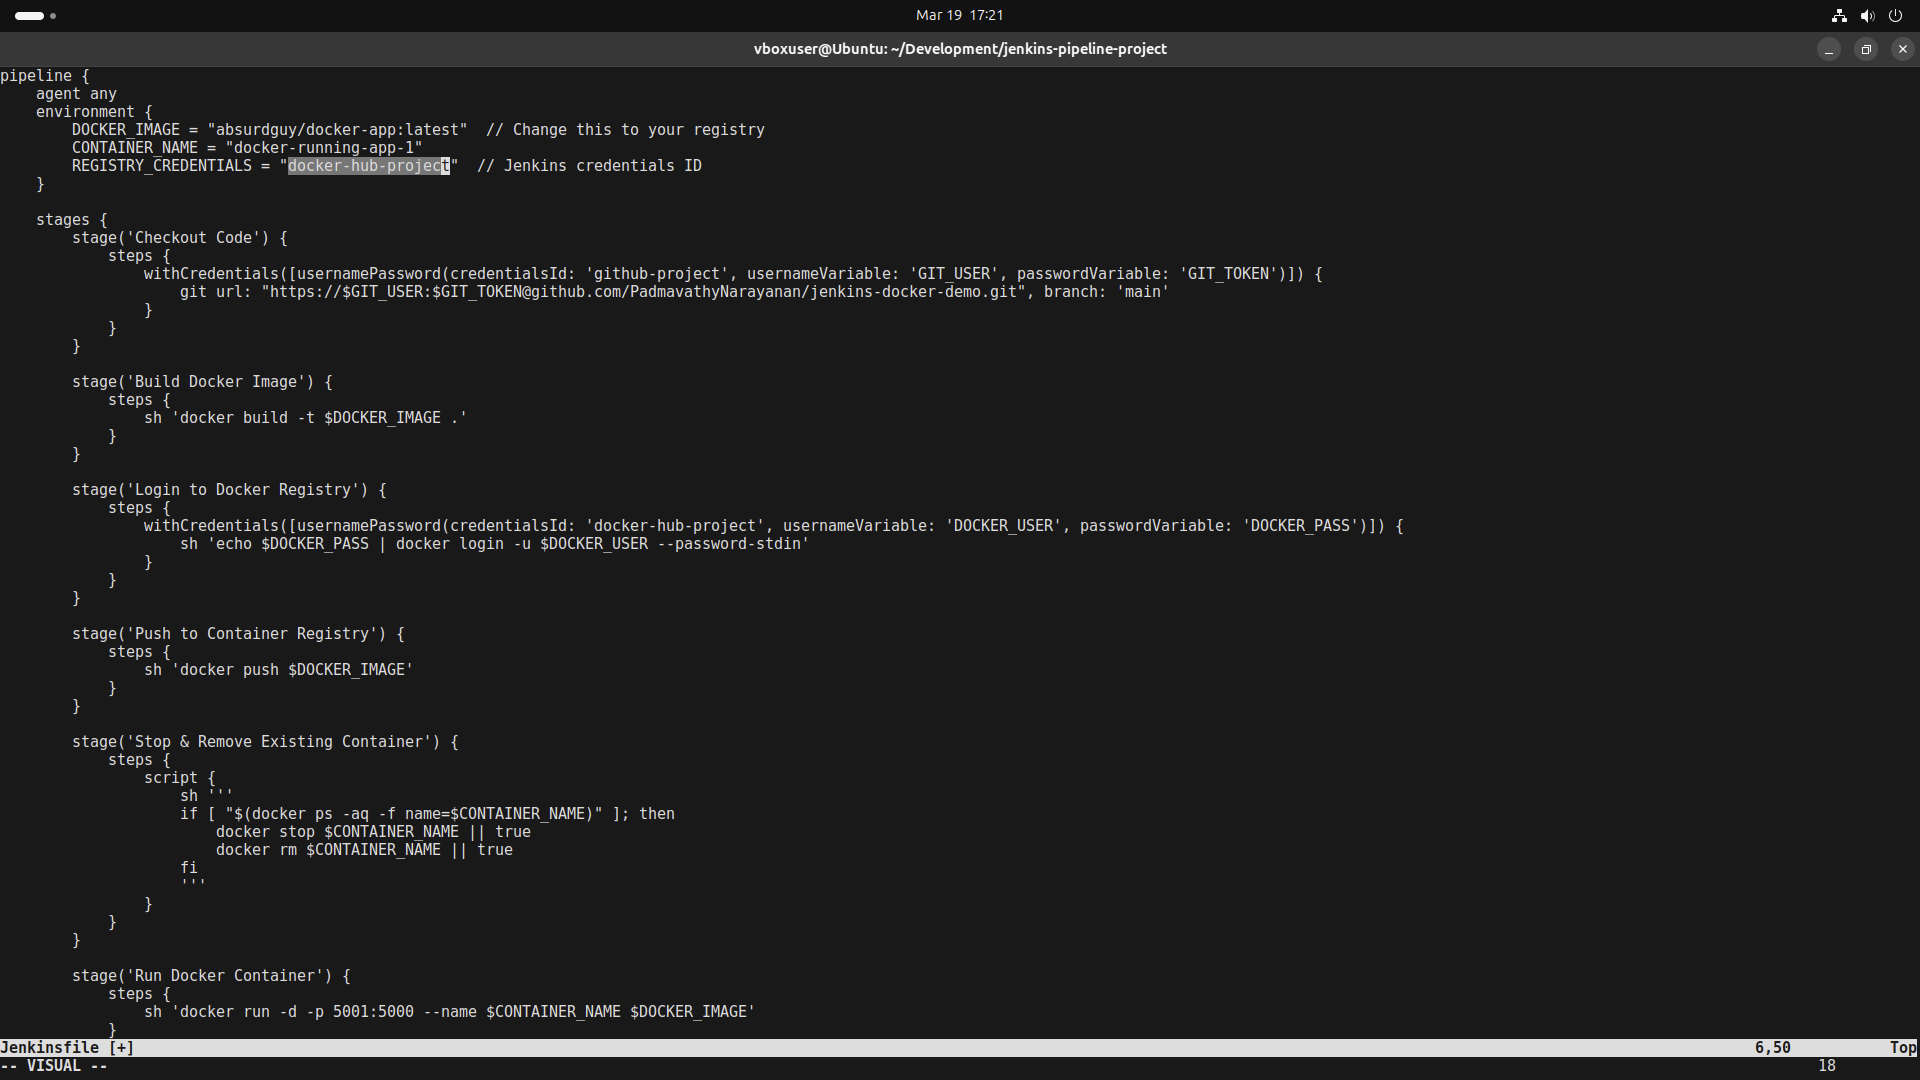 Mar 19 17:21
vboxuser@Ubuntu: ~/Development/jenkins-pipeline-project
pipeline {
    agent any
    environment {
        DOCKER_IMAGE = "absurdguy/docker-app:latest"  // Change this to your registry
        CONTAINER_NAME = "docker-running-app-1"
        REGISTRY_CREDENTIALS = "docker-hub-project"  // Jenkins credentials ID
    }

    stages {
        stage('Checkout Code') {
            steps {
                withCredentials([usernamePassword(credentialsId: 'github-project', usernameVariable: 'GIT_USER', passwordVariable: 'GIT_TOKEN')]) {
                    git url: "https://$GIT_USER:$GIT_TOKEN@github.com/PadmavathyNarayanan/jenkins-docker-demo.git", branch: 'main'
                }
            }
        }

        stage('Build Docker Image') {
            steps {
                sh 'docker build -t $DOCKER_IMAGE .'
            }
        }

        stage('Login to Docker Registry') {
            steps {
                withCredentials([usernamePassword(credentialsId: 'docker-hub-project', usernameVariable: 'DOCKER_USER', passwordVariable: 'DOCKER_PASS')]) {
                    sh 'echo $DOCKER_PASS | docker login -u $DOCKER_USER --password-stdin'
                }
            }
        }

        stage('Push to Container Registry') {
            steps {
                sh 'docker push $DOCKER_IMAGE'
            }
        }

        stage('Stop & Remove Existing Container') {
            steps {
                script {
                    sh '''
                    if [ "$(docker ps -aq -f name=$CONTAINER_NAME)" ]; then
                        docker stop $CONTAINER_NAME || true
                        docker rm $CONTAINER_NAME || true
                    fi
                    '''
                }
            }
        }

        stage('Run Docker Container') {
            steps {
                sh 'docker run -d -p 5001:5000 --name $CONTAINER_NAME $DOCKER_IMAGE'
            }
Jenkinsfile [+] 6,50 Top
-- VISUAL -- 18